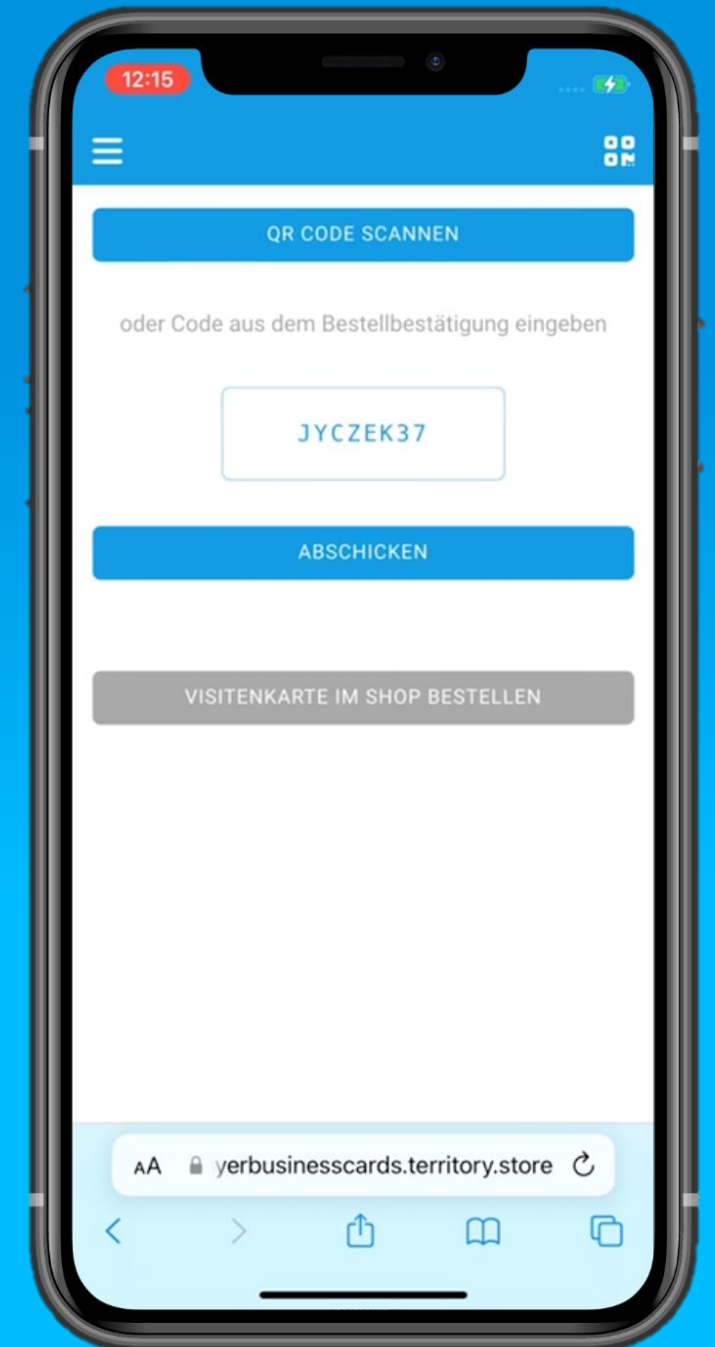 12:15
QR CODE SCANNEN
oder Code aus dem Bestellbestätigung eingeben
JYCZEK37
ABSCHICKEN
VISITENKARTE IM SHOP BESTELLEN
AA yerbusinesscards.territory.store